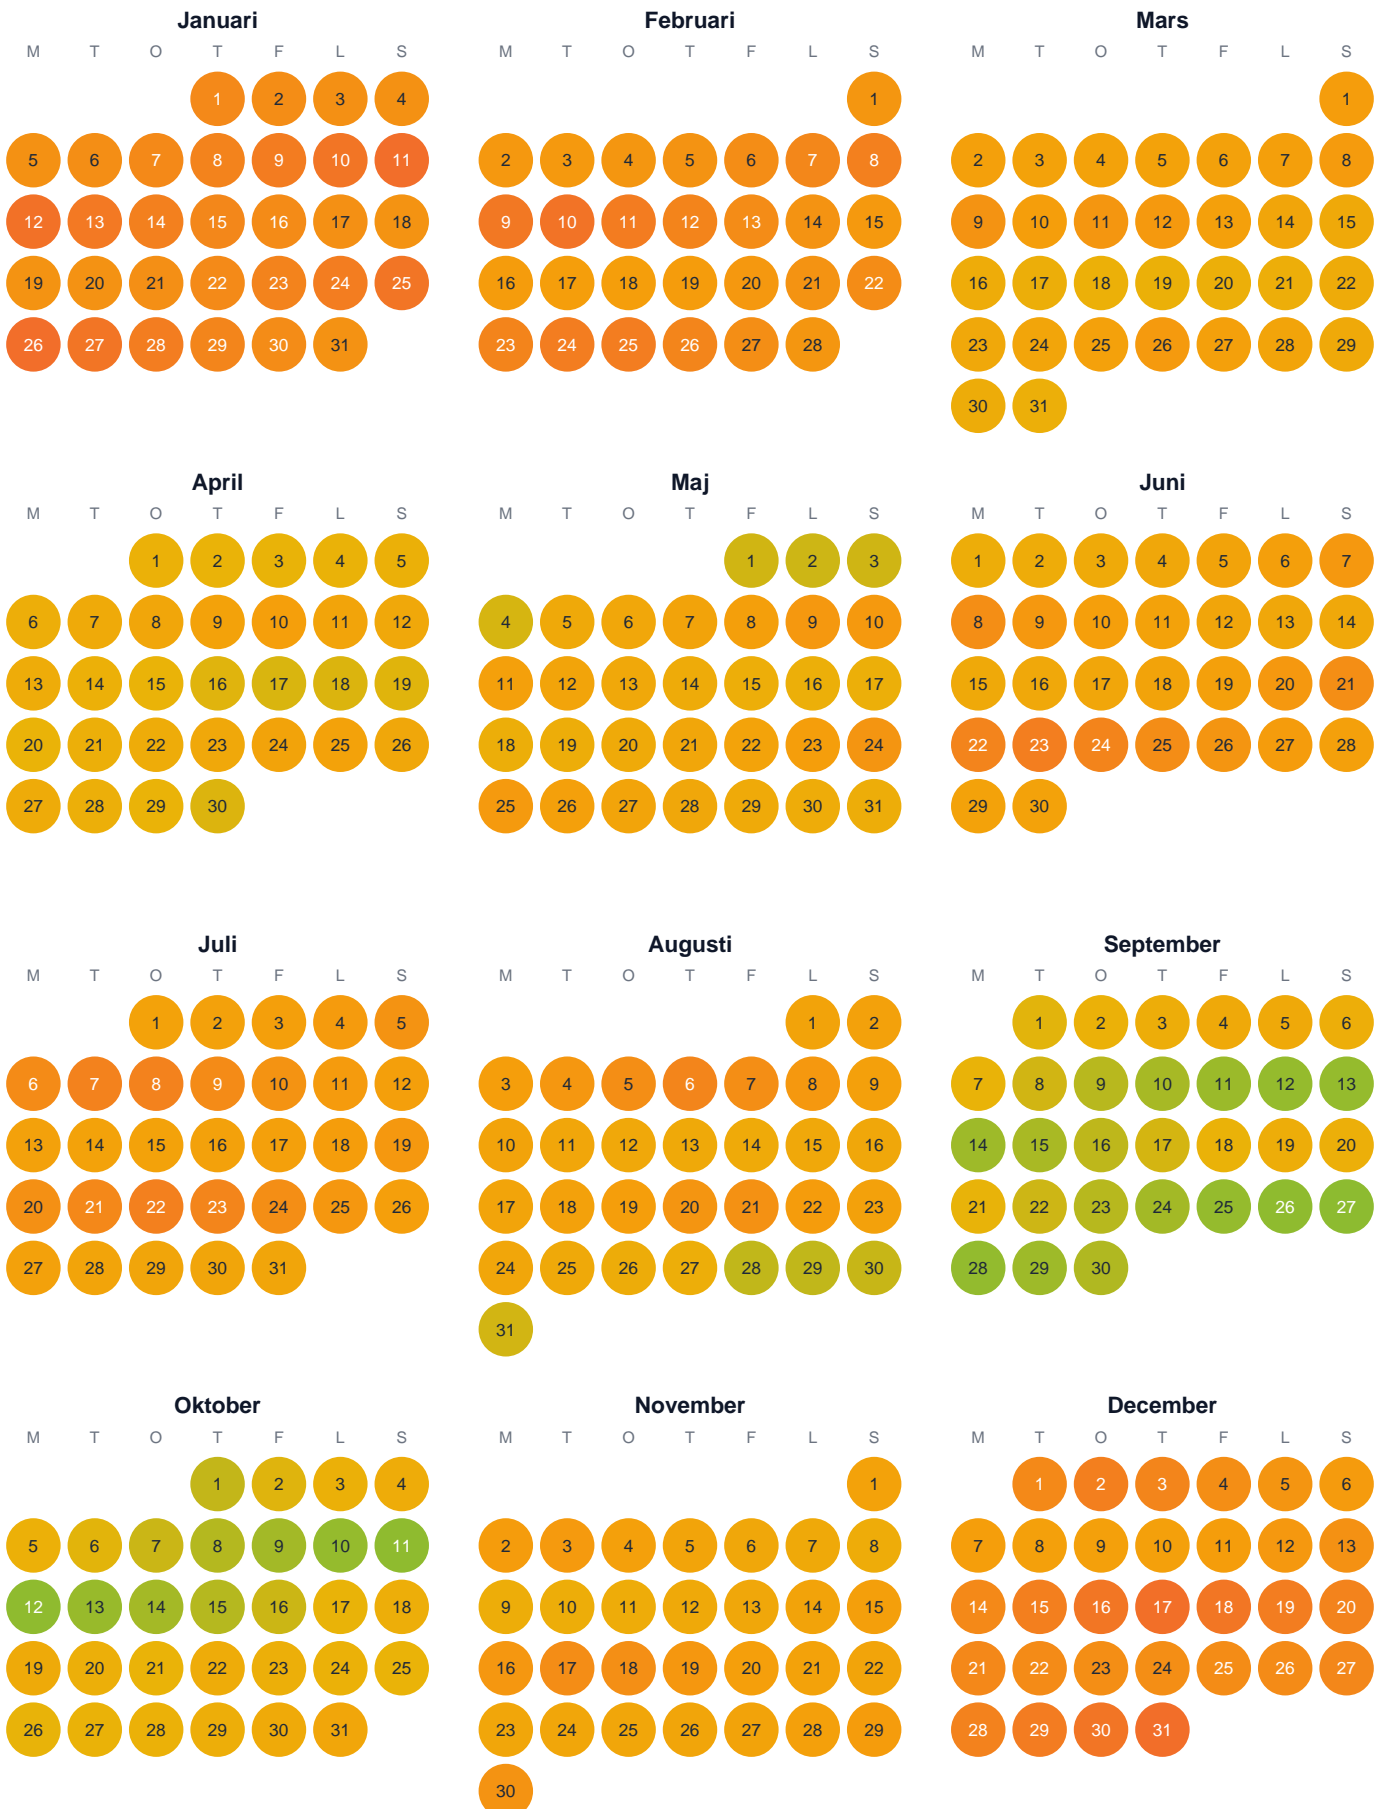 Januari Februari Mars
M T O T F L S M T O T F L S M T O T F L S
1 2 3 4 1 1
5 6 7 8 9 10 11 2 3 4 5 6 7 8 2 3 4 5 6 7 8
12 13 14 15 16 17 18 9 10 11 12 13 14 15 9 10 11 12 13 14 15
19 20 21 22 23 24 25 16 17 18 19 20 21 22 16 17 18 19 20 21 22
26 27 28 29 30 31 23 24 25 26 27 28 23 24 25 26 27 28 29
30 31
April Maj Juni
M T O T F L S M T O T F L S M T O T F L S
1 2 3 4 5 1 2 3 1 2 3 4 5 6 7
6 7 8 9 10 11 12 4 5 6 7 8 9 10 8 9 10 11 12 13 14
13 14 15 16 17 18 19 11 12 13 14 15 16 17 15 16 17 18 19 20 21
20 21 22 23 24 25 26 18 19 20 21 22 23 24 22 23 24 25 26 27 28
27 28 29 30 25 26 27 28 29 30 31 29 30
Juli Augusti September
M T O T F L S M T O T F L S M T O T F L S
1 2 3 4 5 1 2 1 2 3 4 5 6
6 7 8 9 10 11 12 3 4 5 6 7 8 9 7 8 9 10 11 12 13
13 14 15 16 17 18 19 10 11 12 13 14 15 16 14 15 16 17 18 19 20
20 21 22 23 24 25 26 17 18 19 20 21 22 23 21 22 23 24 25 26 27
27 28 29 30 31 24 25 26 27 28 29 30 28 29 30
31
Oktober November December
M T O T F L S M T O T F L S M T O T F L S
1 2 3 4 1 1 2 3 4 5 6
5 6 7 8 9 10 11 2 3 4 5 6 7 8 7 8 9 10 11 12 13
12 13 14 15 16 17 18 9 10 11 12 13 14 15 14 15 16 17 18 19 20
19 20 21 22 23 24 25 16 17 18 19 20 21 22 21 22 23 24 25 26 27
26 27 28 29 30 31 23 24 25 26 27 28 29 28 29 30 31
30